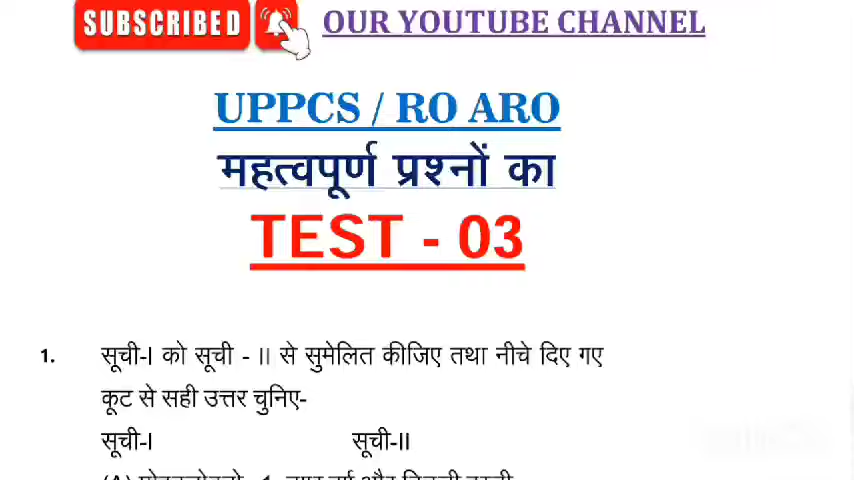 SUBSCRIBED OUR YOUTUBE CHANNEL
UPPCS / RO ARO
महत्वपूर्ण प्रश्नों का
TEST - 03
1. सूची-I को सूची - II से सुमेलित कीजिए तथा नीचे दिए गए
कूट से सही उत्तर चुनिए-
सूची-I सूची-II